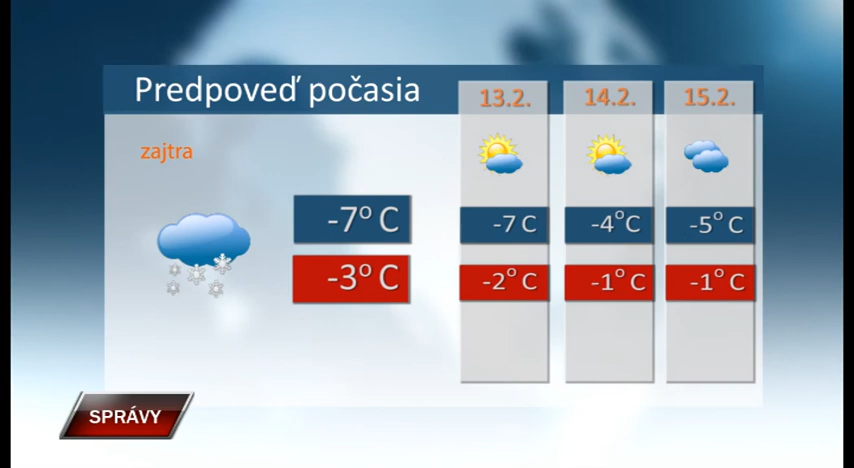 Predpoveď počasia
13.2. 14.2. 15.2.
zajtra
-7° C
-7 C -4°C -5° C
-3° C
-2° C -1° C -1° C
SPRÁVY